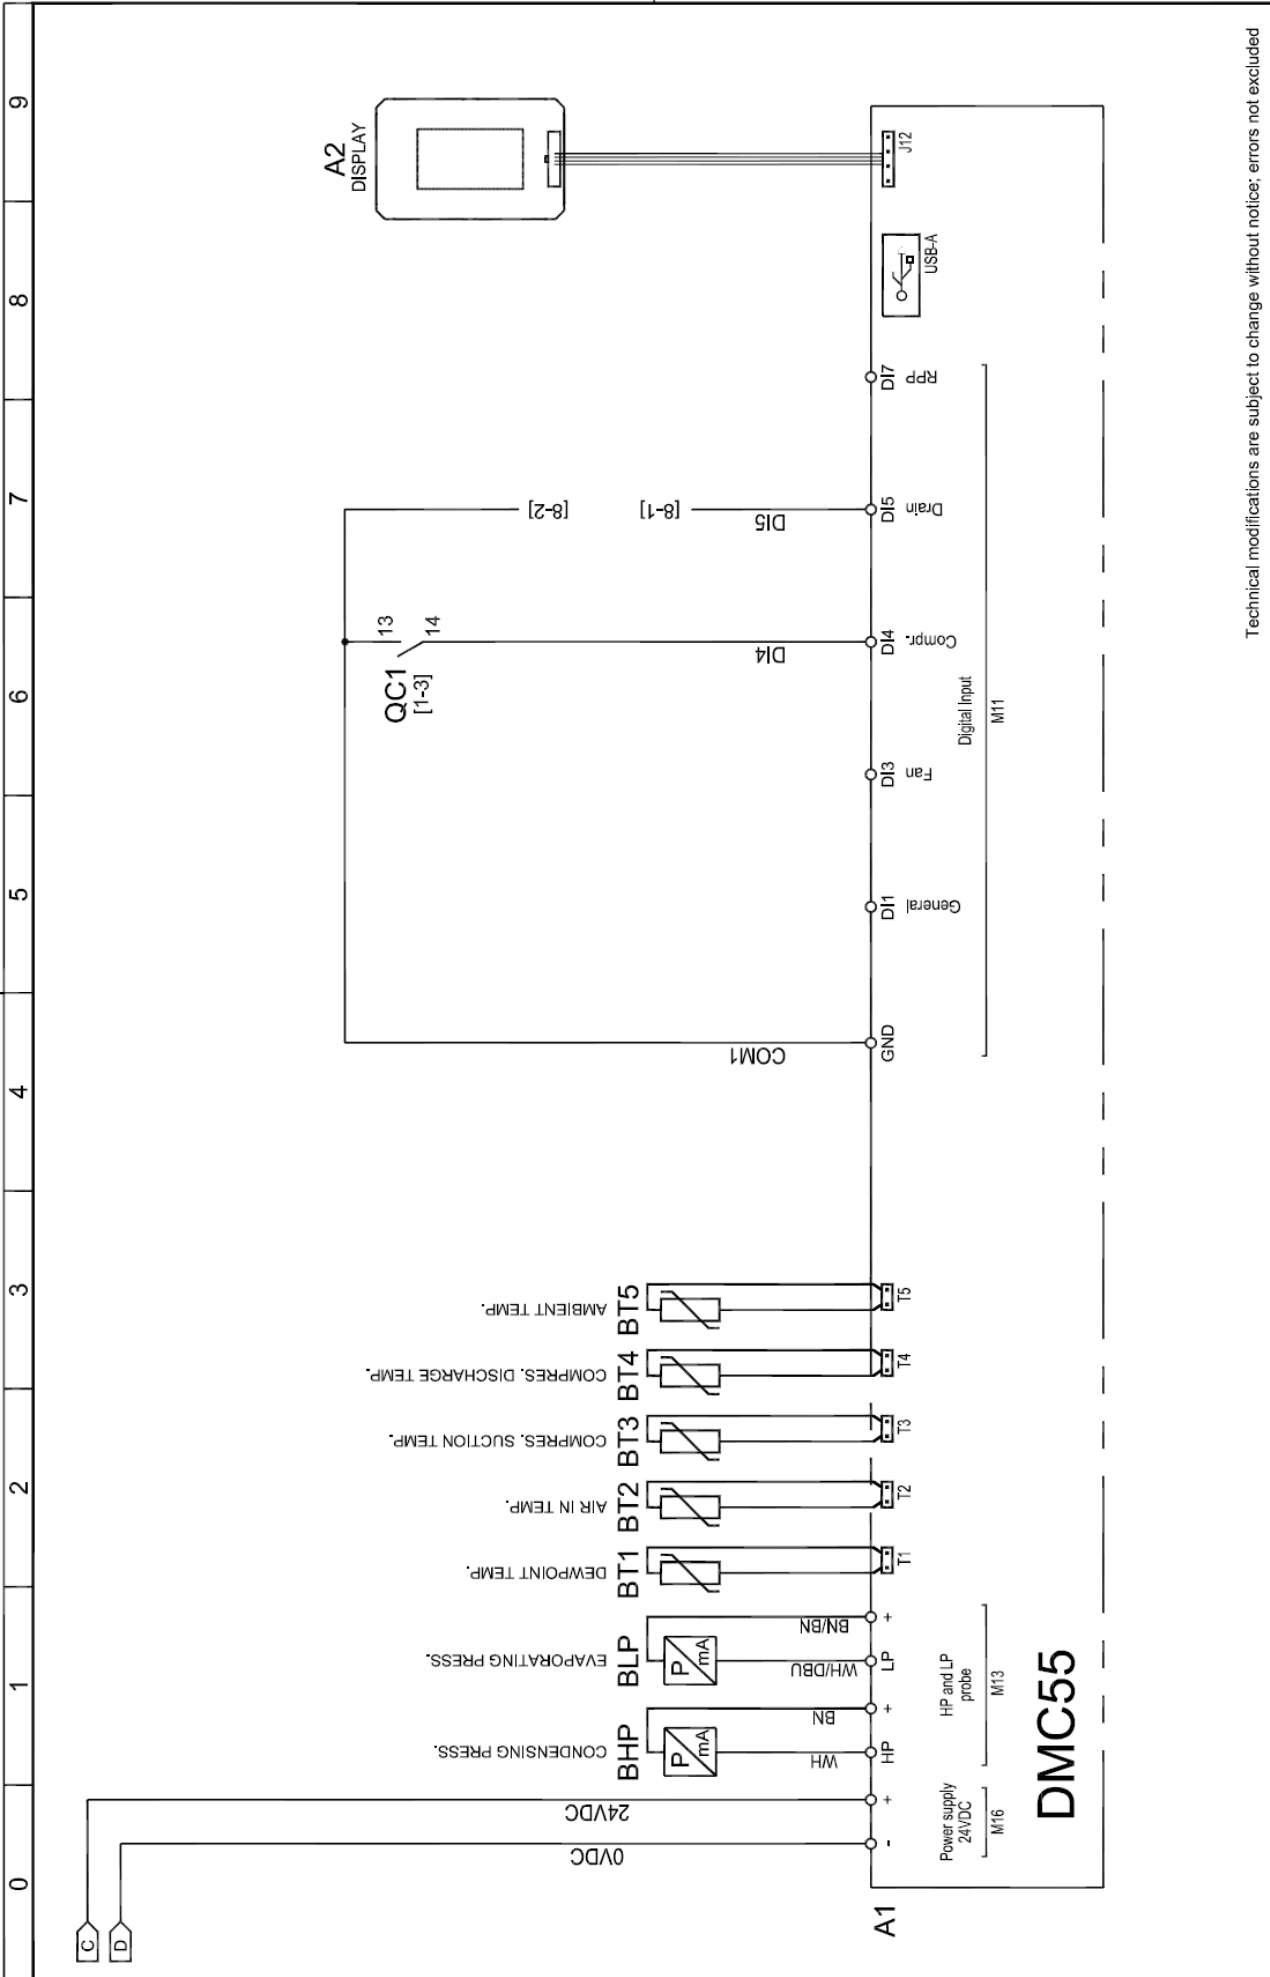 0
1
2
3
4
5
6
7
8
9
C
D
24VDC
0VDC
A2
DISPLAY
QC1
[1-3]
13
14
[8-2]
[8-1]
DI5
DI4
COM1
CONDENSING PRESS.
BHP
P
mA
WH
BN
EVAPORATING PRESS.
BLP
P
mA
WH/DBU
BN/BN
DEWPOINT TEMP.
BT1
AIR IN TEMP.
BT2
COMPRES. SUCTION TEMP.
BT3
COMPRES. DISCHARGE TEMP.
BT4
AMBIENT TEMP.
BT5
A1
-
+
HP
+
LP
+
T1
T2
T3
T4
T5
GND
DI1
General
DI3
Fan
DI4
Compr.
DI5
Drain
DI7
RPP
USB-A
J12
Power supply
24VDC
M16
HP and LP
probe
M13
Digital Input
M11
DMC55
Technical modifications are subject to change without notice; errors not excluded